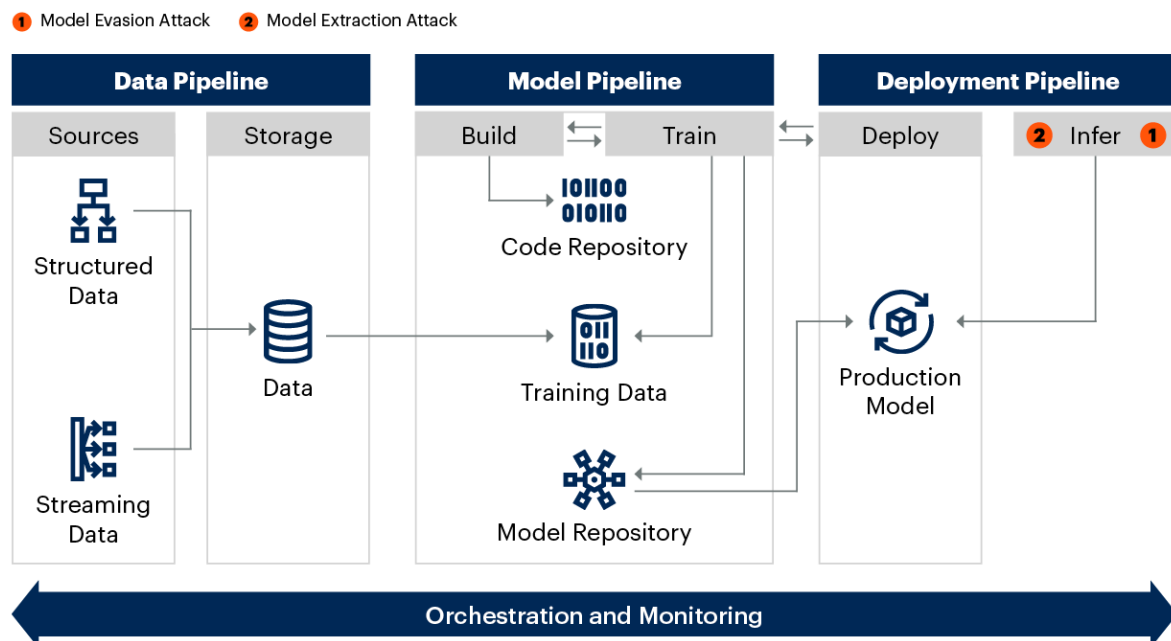 1 Model Evasion Attack 2 Model Extraction Attack
Data Pipeline
Model Pipeline
Deployment Pipeline
Sources
Storage
Build
Train
Deploy
2 Infer 1
101100
010110
Code Repository
Structured
Data
Data
011
110
Training Data
Production
Model
Streaming
Data
Model Repository
Orchestration and Monitoring